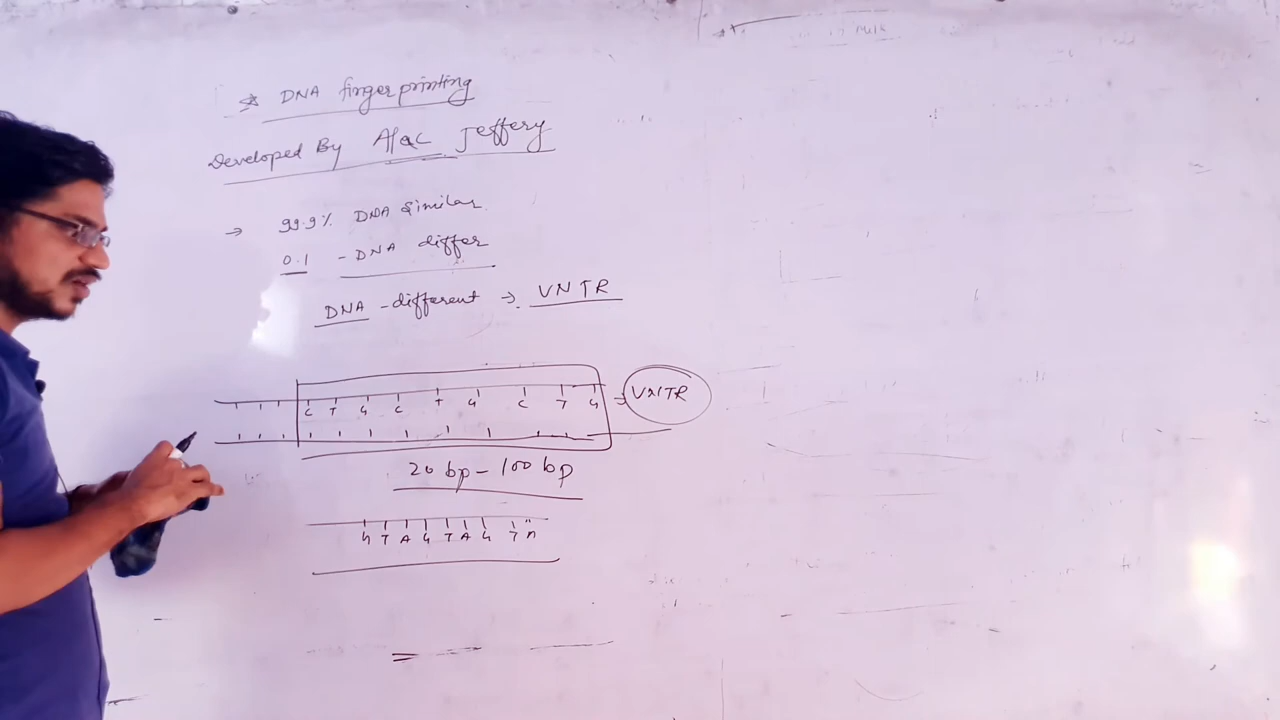 ☆ DNA fingerprinting
Developed By Alac Jeffery
→ 99.9% DNA similar
0.1 - DNA differ
DNA - different → VNTR
C T G C T G C T G → VNTR
20 bp - 100 bp
G T A G T A G T n